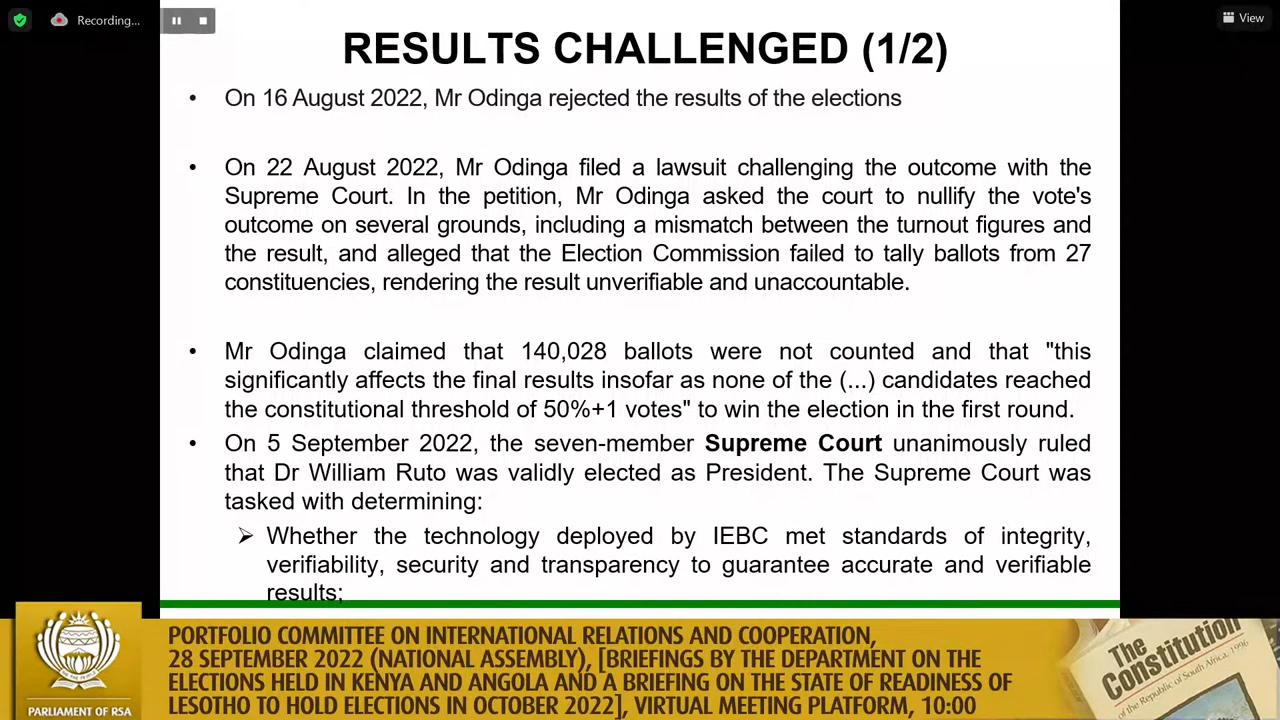 Recording...
View
RESULTS CHALLENGED (1/2)
• On 16 August 2022, Mr Odinga rejected the results of the elections
• On 22 August 2022, Mr Odinga filed a lawsuit challenging the outcome with the
Supreme Court. In the petition, Mr Odinga asked the court to nullify the vote's
outcome on several grounds, including a mismatch between the turnout figures and
the result, and alleged that the Election Commission failed to tally ballots from 27
constituencies, rendering the result unverifiable and unaccountable.
• Mr Odinga claimed that 140,028 ballots were not counted and that "this
significantly affects the final results insofar as none of the (...) candidates reached
the constitutional threshold of 50%+1 votes" to win the election in the first round.
• On 5 September 2022, the seven-member Supreme Court unanimously ruled
that Dr William Ruto was validly elected as President. The Supreme Court was
tasked with determining:
➢ Whether the technology deployed by IEBC met standards of integrity,
verifiability, security and transparency to guarantee accurate and verifiable
results;
PORTFOLIO COMMITTEE ON INTERNATIONAL RELATIONS AND COOPERATION,
28 SEPTEMBER 2022 (NATIONAL ASSEMBLY), [BRIEFINGS BY THE DEPARTMENT ON THE
ELECTIONS HELD IN KENYA AND ANGOLA AND A BRIEFING ON THE STATE OF READINESS OF
LESOTHO TO HOLD ELECTIONS IN OCTOBER 2022], VIRTUAL MEETING PLATFORM, 10:00
PARLIAMENT OF RSA
The
Constitution
of the Republic of South Africa, 1996